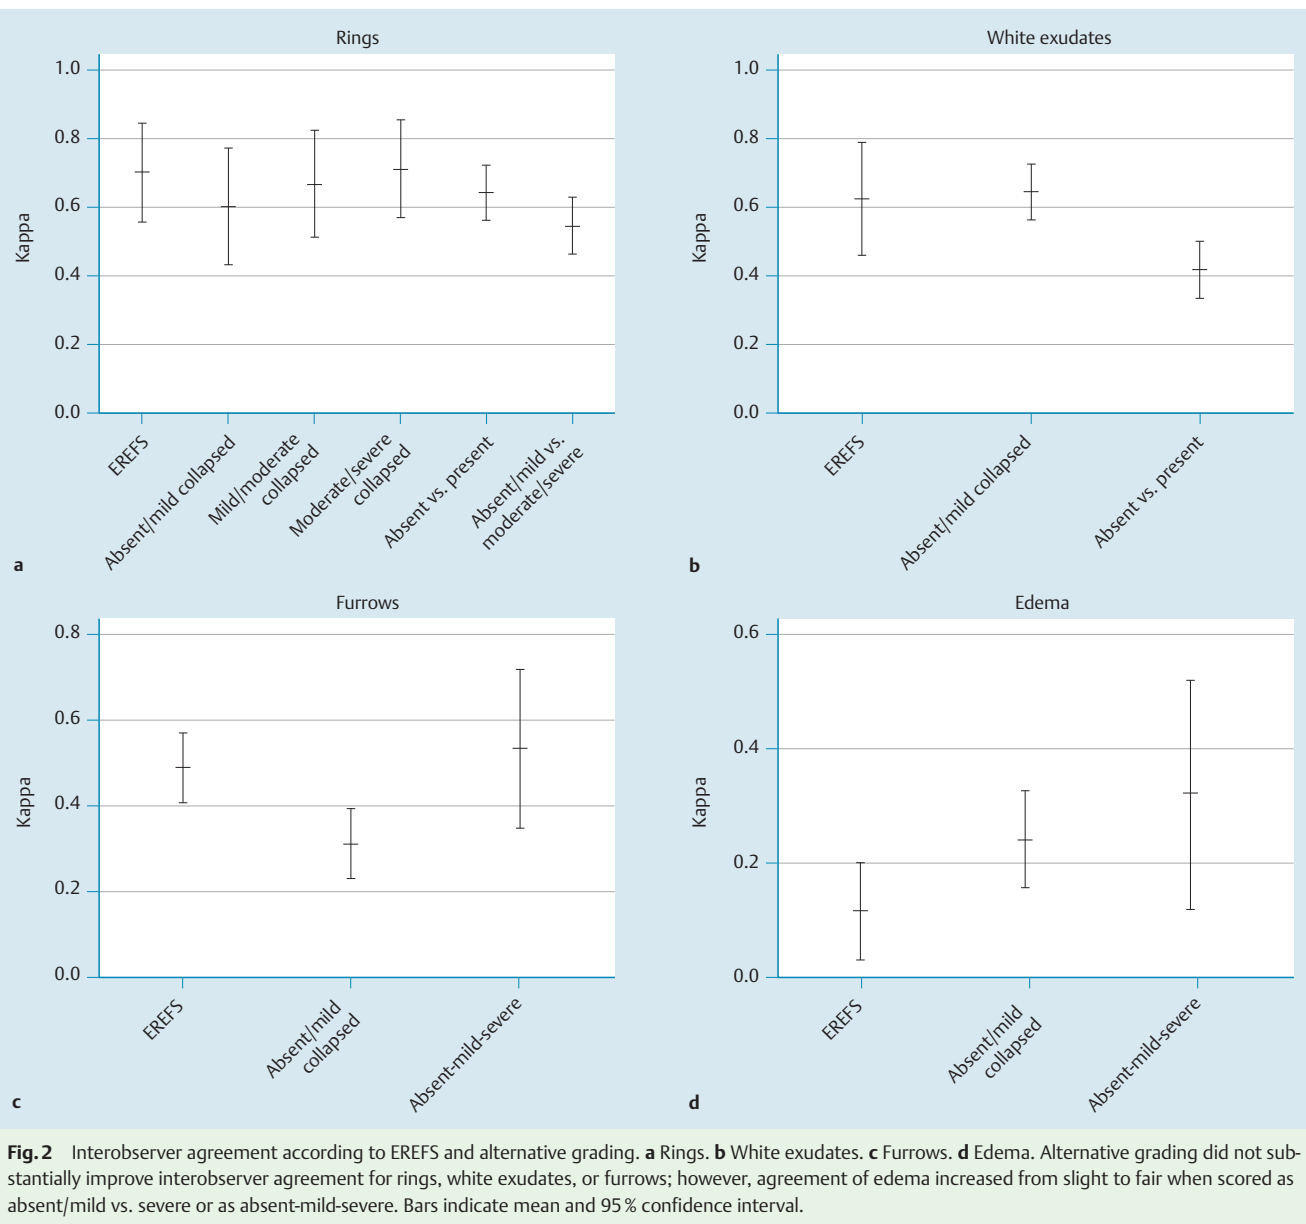 Rings
1.0
0.8
0.6
0.4
0.2
0.0
Kappa
EREFS
Absent/mild collapsed
Mild/moderate
collapsed
Moderate/severe
collapsed
Absent vs. present
Absent/mild vs.
moderate/severe
a
White exudates
1.0
0.8
0.6
0.4
0.2
0.0
Kappa
EREFS
Absent/mild collapsed
Absent vs. present
b
Furrows
0.8
0.6
0.4
0.2
0.0
Kappa
EREFS
Absent/mild
collapsed
Absent-mild-severe
c
Edema
0.6
0.4
0.2
0.0
Kappa
EREFS
Absent/mild
collapsed
Absent-mild-severe
d
Fig. 2 Interobserver agreement according to EREFS and alternative grading. a Rings. b White exudates. c Furrows. d Edema. Alternative grading did not sub-
stantially improve interobserver agreement for rings, white exudates, or furrows; however, agreement of edema increased from slight to fair when scored as
absent/mild vs. severe or as absent-mild-severe. Bars indicate mean and 95 % confidence interval.